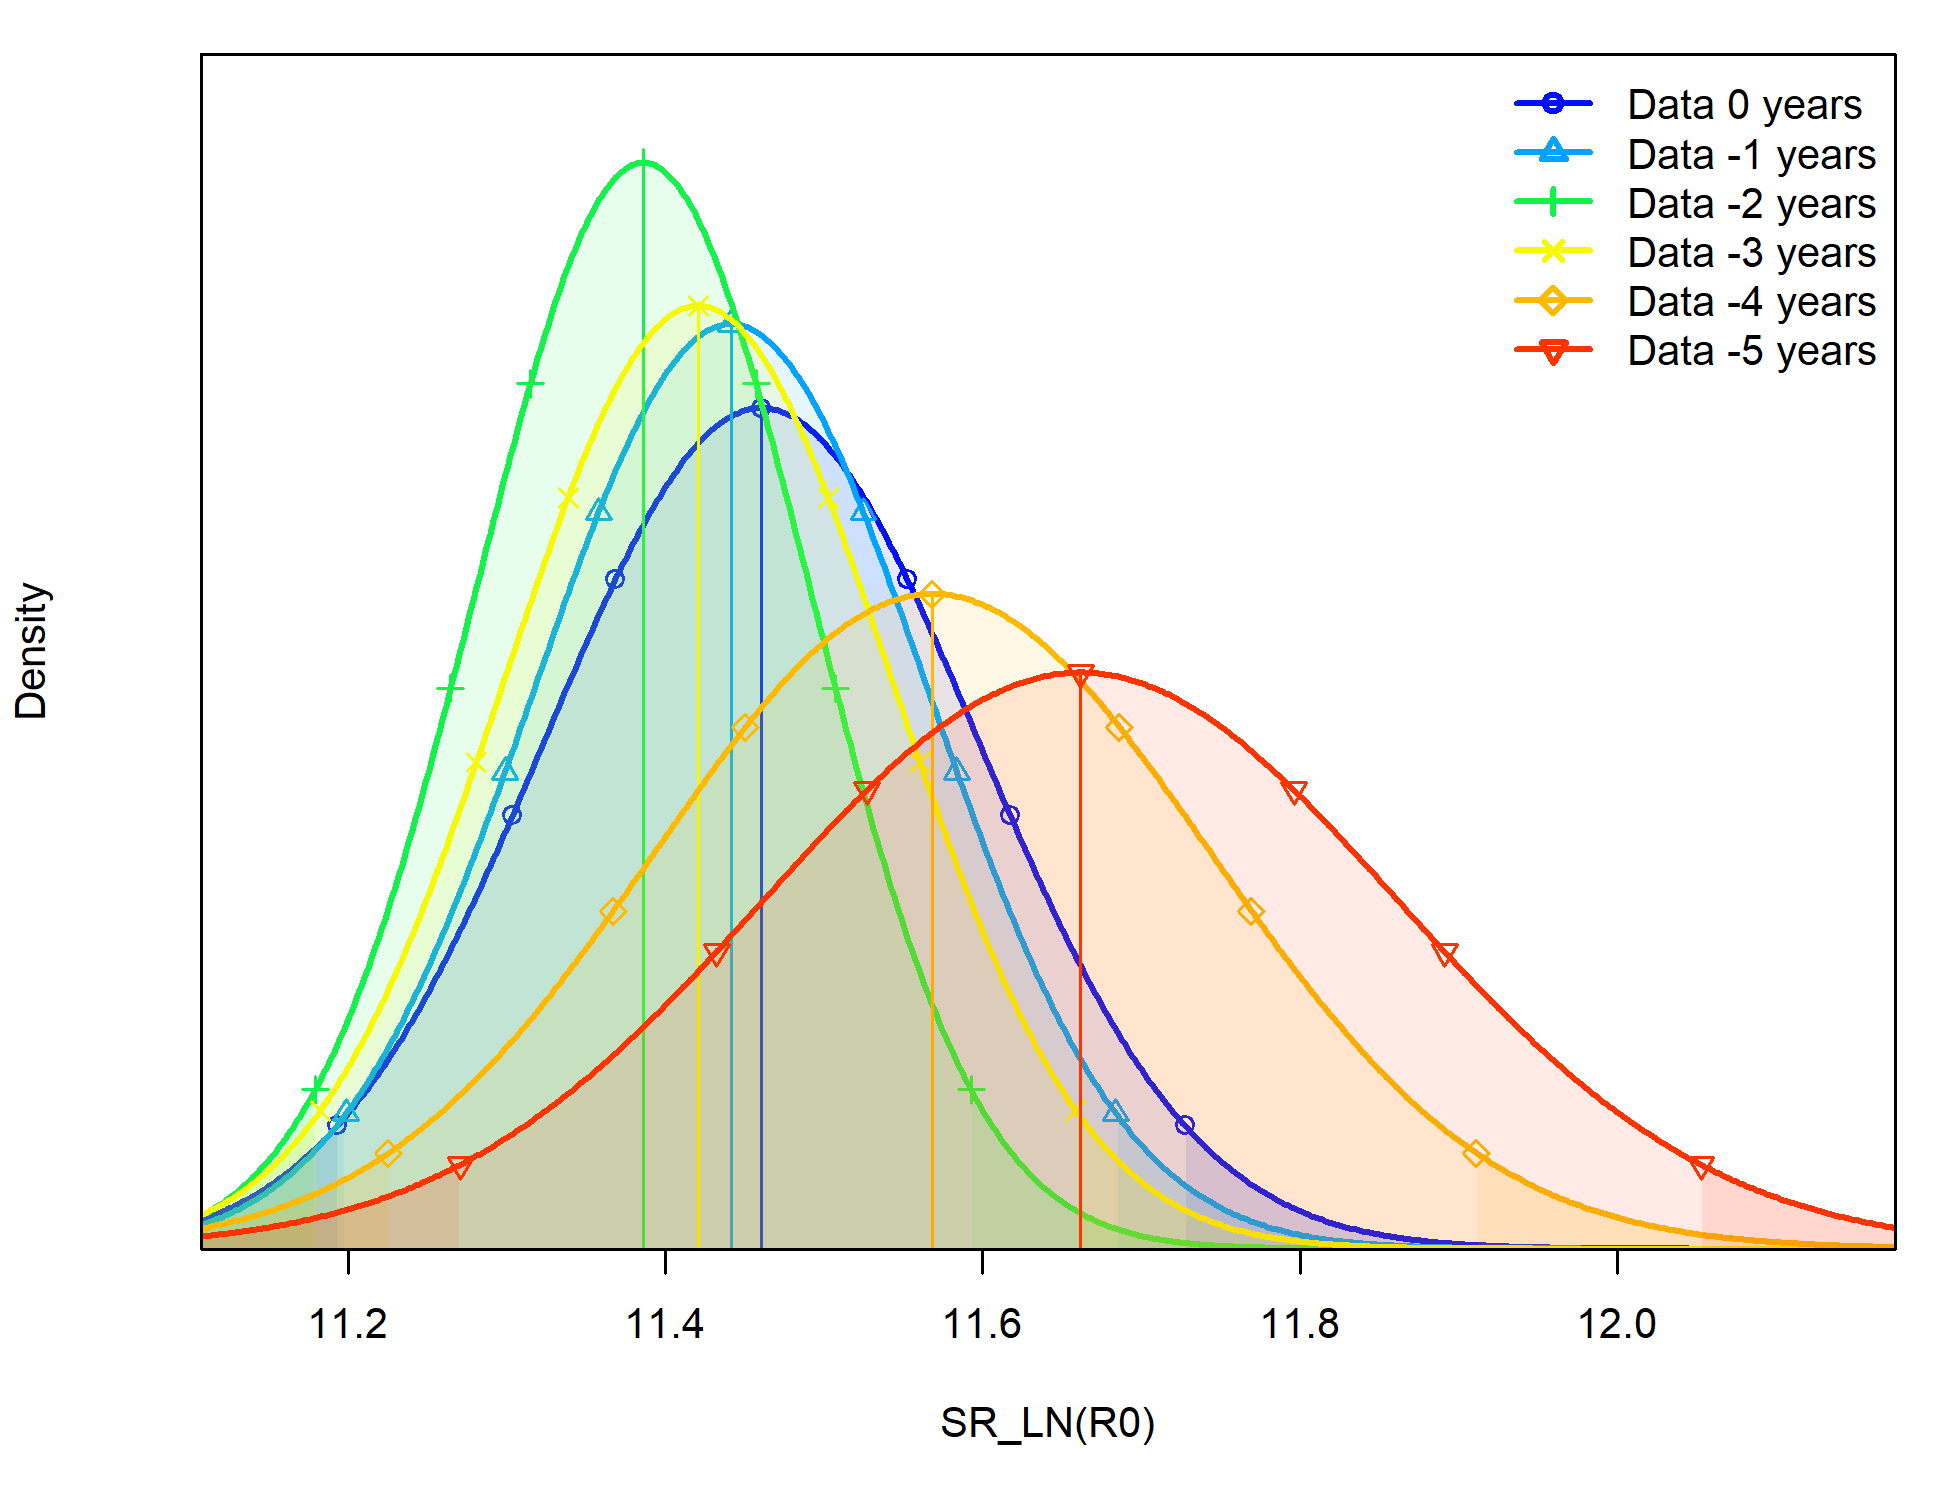 Data 0 years
Data -1 years
Data -2 years
Data -3 years
Data -4 years
Data -5 years
Density
11.2 11.4 11.6 11.8 12.0
SR_LN(R0)